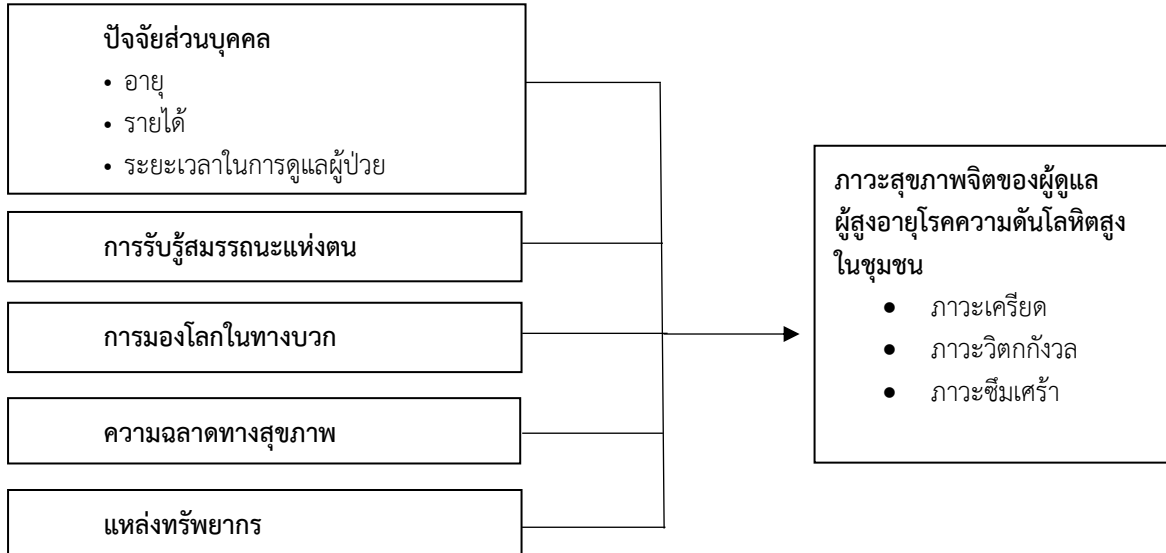 ปัจจัยส่วนบุคคล
• อายุ
• รายได้
• ระยะเวลาในการดูแลผู้ป่วย
การรับรู้สมรรถนะแห่งตน
การมองโลกในทางบวก
ความฉลาดทางสุขภาพ
แหล่งทรัพยากร
ภาวะสุขภาพจิตของผู้ดูแล
ผู้สูงอายุโรคความดันโลหิตสูง
ในชุมชน
● ภาวะเครียด
● ภาวะวิตกกังวล
● ภาวะซึมเศร้า